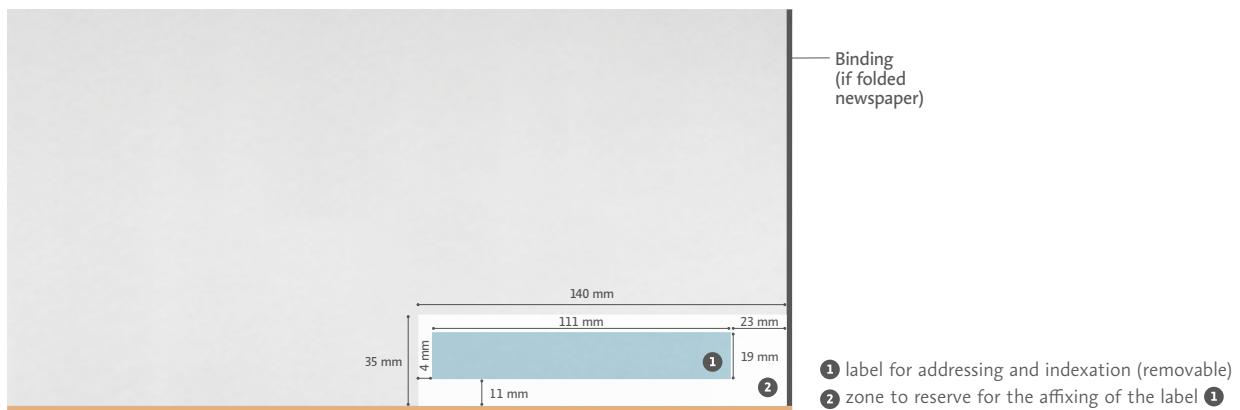 Binding
(if folded
newspaper)
140 mm
111 mm
23 mm
35 mm
4 mm
1
19 mm
11 mm
2
1 label for addressing and indexation (removable)
2 zone to reserve for the affixing of the label 1